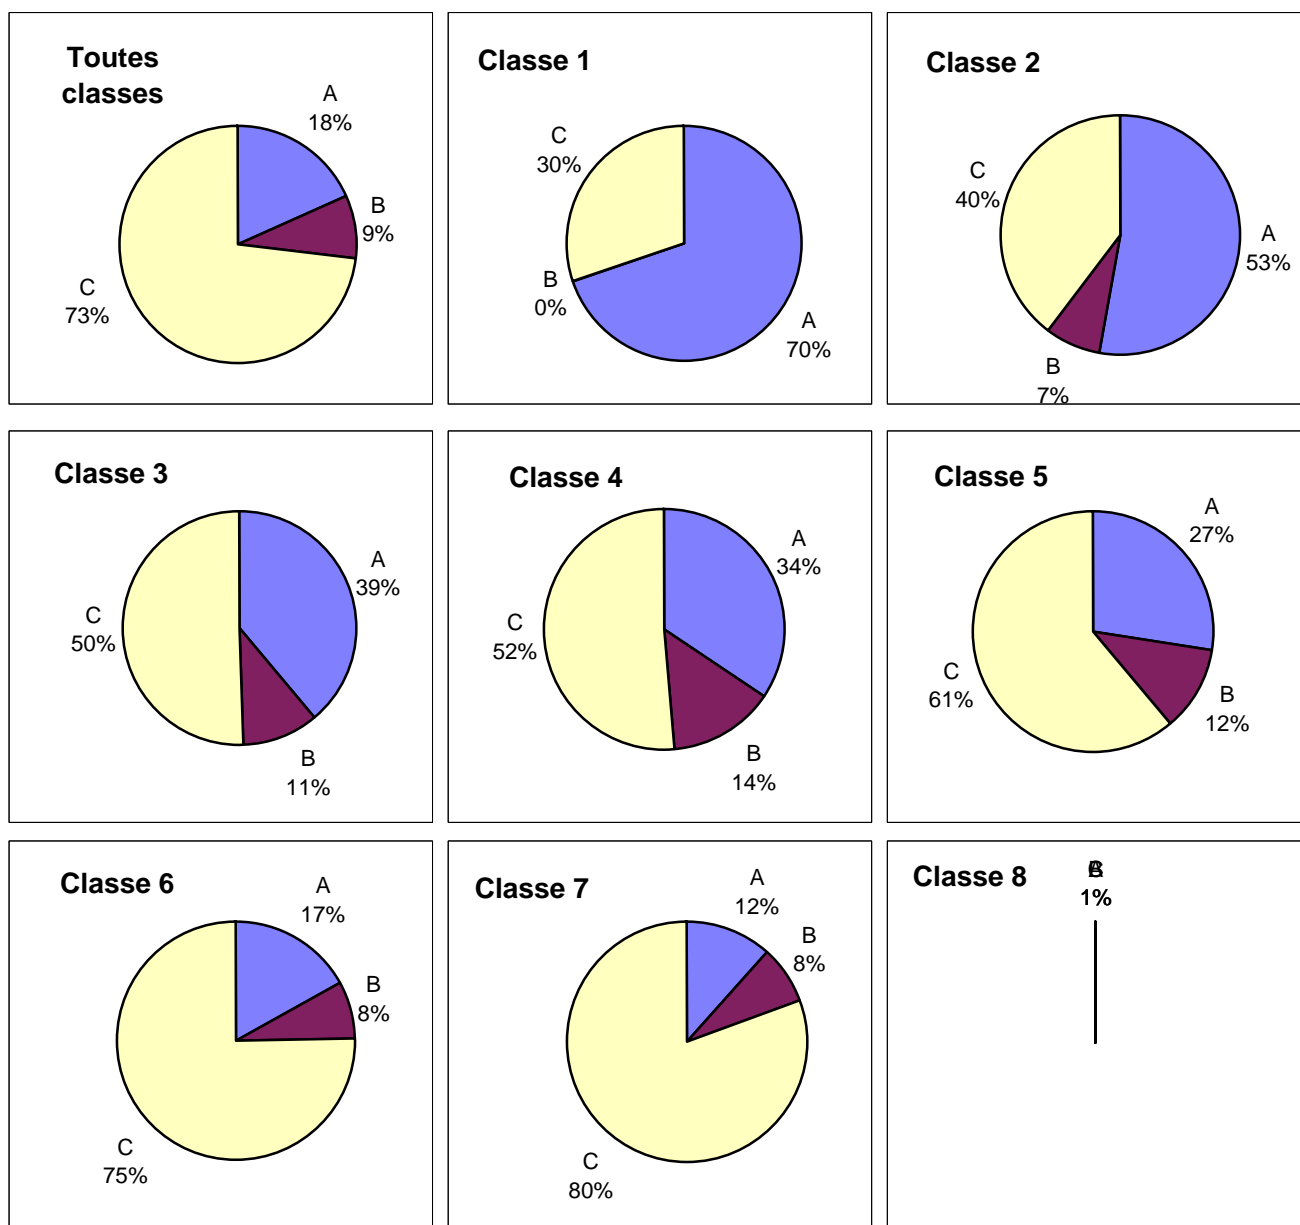 Toutes
classes
A
18%
B
9%
C
73%
Classe 1
C
30%
B
0%
A
70%
Classe 2
C
40%
A
53%
B
7%
Classe 3
A
39%
C
50%
B
11%
Classe 4
A
34%
C
52%
B
14%
Classe 5
A
27%
C
61%
B
12%
Classe 6
A
17%
B
8%
C
75%
Classe 7
A
12%
B
8%
C
80%
Classe 8
1%